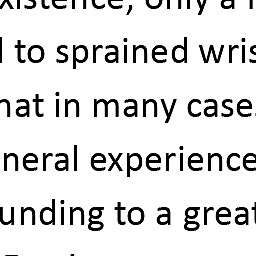 xistence, only a
to sprained wris
hat in many case
neral experience
unding to a great